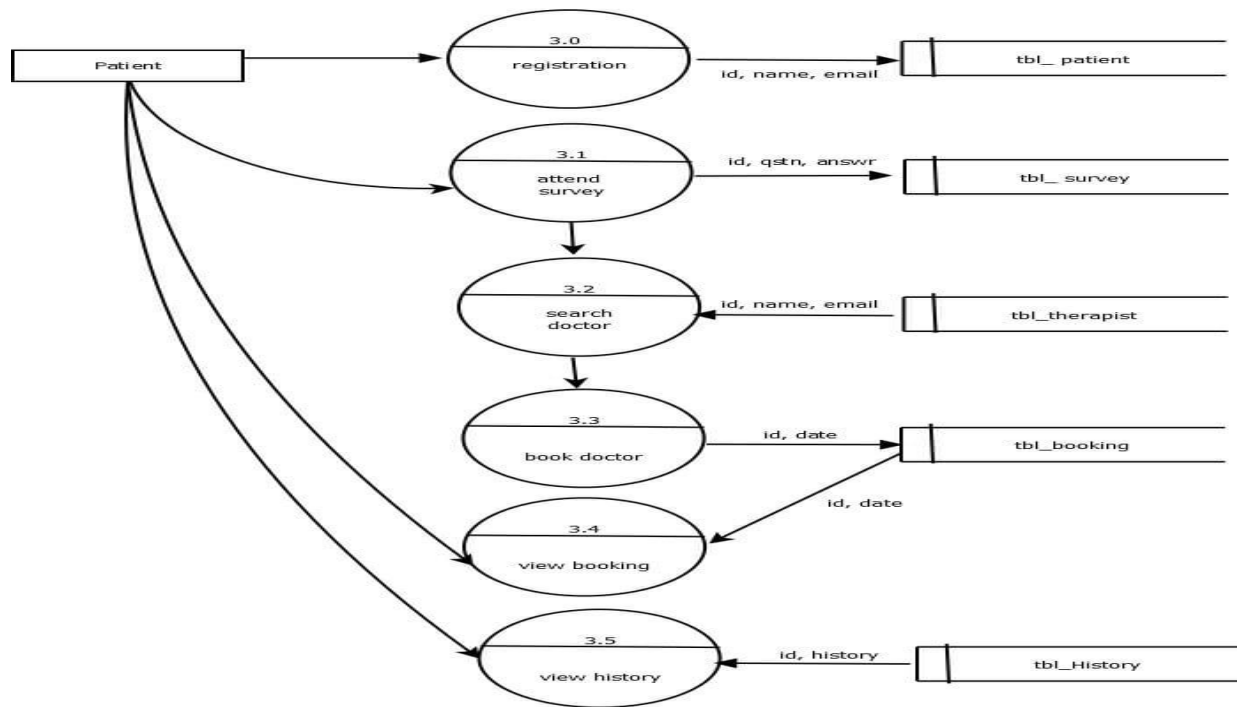 Patient
3.0
registration
id, name, email
tbl_ patient
3.1
attend
survey
id, qstn, answr
tbl_ survey
3.2
search
doctor
id, name, email
tbl_therapist
3.3
book doctor
id, date
tbl_booking
id, date
3.4
view booking
3.5
view history
id, history
tbl_History